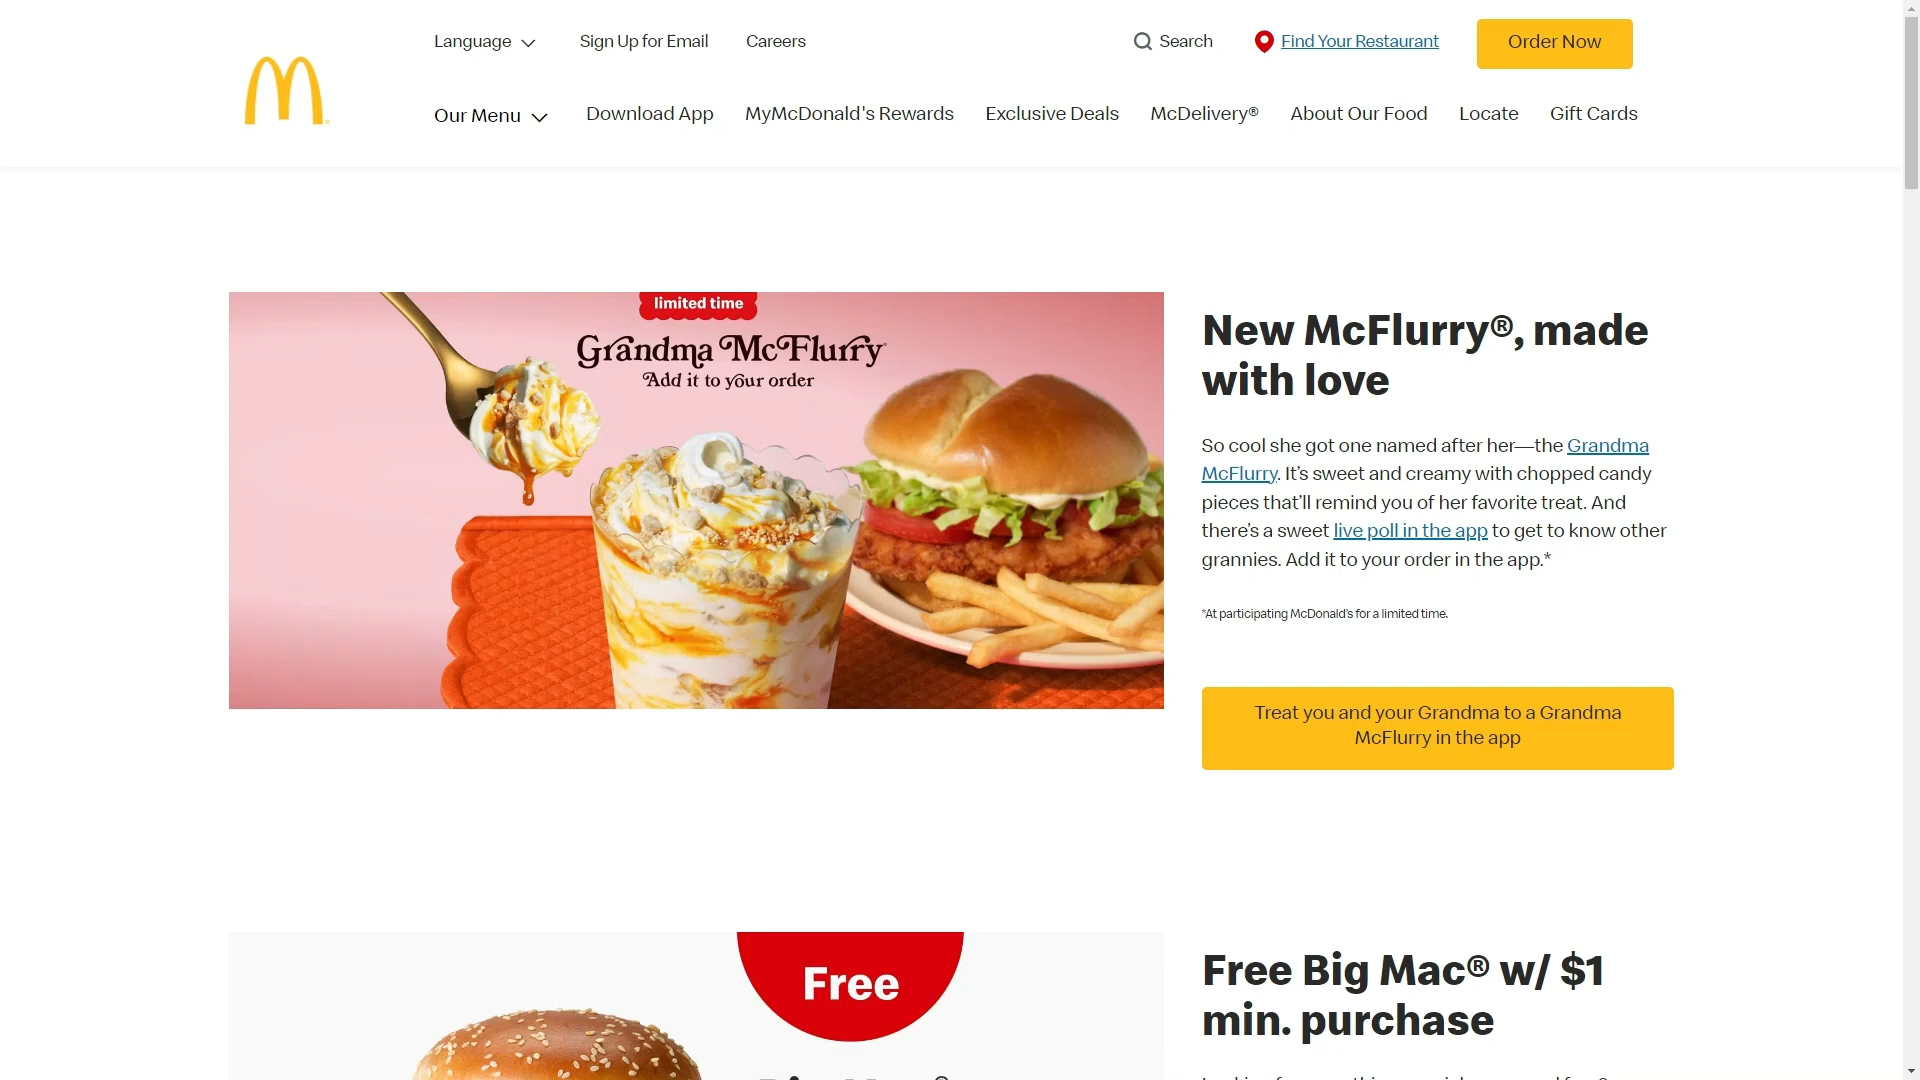 Language
Sign Up for Email
Careers
Search
Find Your Restaurant
Order Now
Our Menu
Download App
MyMcDonald's Rewards
Exclusive Deals
McDelivery®
About Our Food
Locate
Gift Cards
limited time
Grandma McFlurry
Add it to your order
New McFlurry®, made
with love
So cool she got one named after her—the Grandma
McFlurry. It’s sweet and creamy with chopped candy
pieces that’ll remind you of her favorite treat. And
there’s a sweet live poll in the app to get to know other
grannies. Add it to your order in the app.*
*At participating McDonald’s for a limited time.
Treat you and your Grandma to a Grandma
McFlurry in the app
Free
Free Big Mac® w/ $1
min. purchase